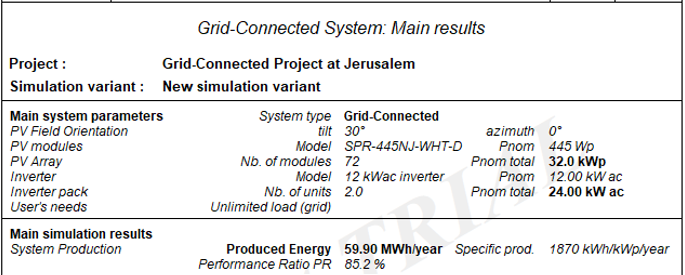 Grid-Connected System: Main results
Project : Grid-Connected Project at Jerusalem
Simulation variant : New simulation variant
Main system parameters System type Grid-Connected
PV Field Orientation tilt 30° azimuth 0°
PV modules Model SPR-445NJ-WHT-D Pnom 445 Wp
PV Array Nb. of modules 72 Pnom total 32.0 kWp
Inverter Model 12 kWac inverter Pnom 12.00 kW ac
Inverter pack Nb. of units 2.0 Pnom total 24.00 kW ac
User's needs Unlimited load (grid)
Main simulation results
System Production Produced Energy 59.90 MWh/year Specific prod. 1870 kWh/kWp/year
Performance Ratio PR 85.2 %
TRIAL